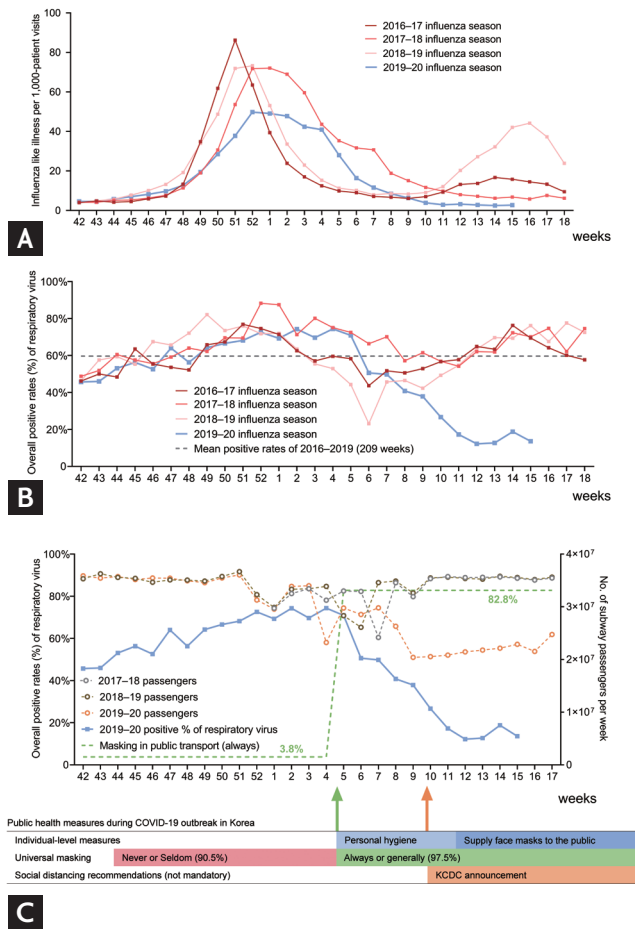 100
80
60
40
20
0
Influenza like illness per 1,000-patient visits
2016–17 influenza season
2017–18 influenza season
2018–19 influenza season
2019–20 influenza season
42 43 44 45 46 47 48 49 50 51 52 1 2 3 4 5 6 7 8 9 10 11 12 13 14 15 16 17 18
weeks
A
100%
80%
60%
40%
20%
0%
Overall positive rates (%) of respiratory virus
2016–17 influenza season
2017–18 influenza season
2018–19 influenza season
2019–20 influenza season
Mean positive rates of 2016–2019 (209 weeks)
42 43 44 45 46 47 48 49 50 51 52 1 2 3 4 5 6 7 8 9 10 11 12 13 14 15 16 17 18
weeks
B
100%
80%
60%
40%
20%
0%
Overall positive rates (%) of respiratory virus
4×10⁷
3×10⁷
2×10⁷
1×10⁷
0
No. of subway passengers per week
82.8%
2017–18 passengers
2018–19 passengers
2019–20 passengers
2019–20 positive % of respiratory virus
Masking in public transport (always)
3.8%
42 43 44 45 46 47 48 49 50 51 52 1 2 3 4 5 6 7 8 9 10 11 12 13 14 15 16 17
weeks
Public health measures during COVID-19 outbreak in Korea
Individual-level measures Personal hygiene Supply face masks to the public
Universal masking Never or Seldom (90.5%) Always or generally (97.5%)
Social distancing recommendations (not mandatory) KCDC announcement
C